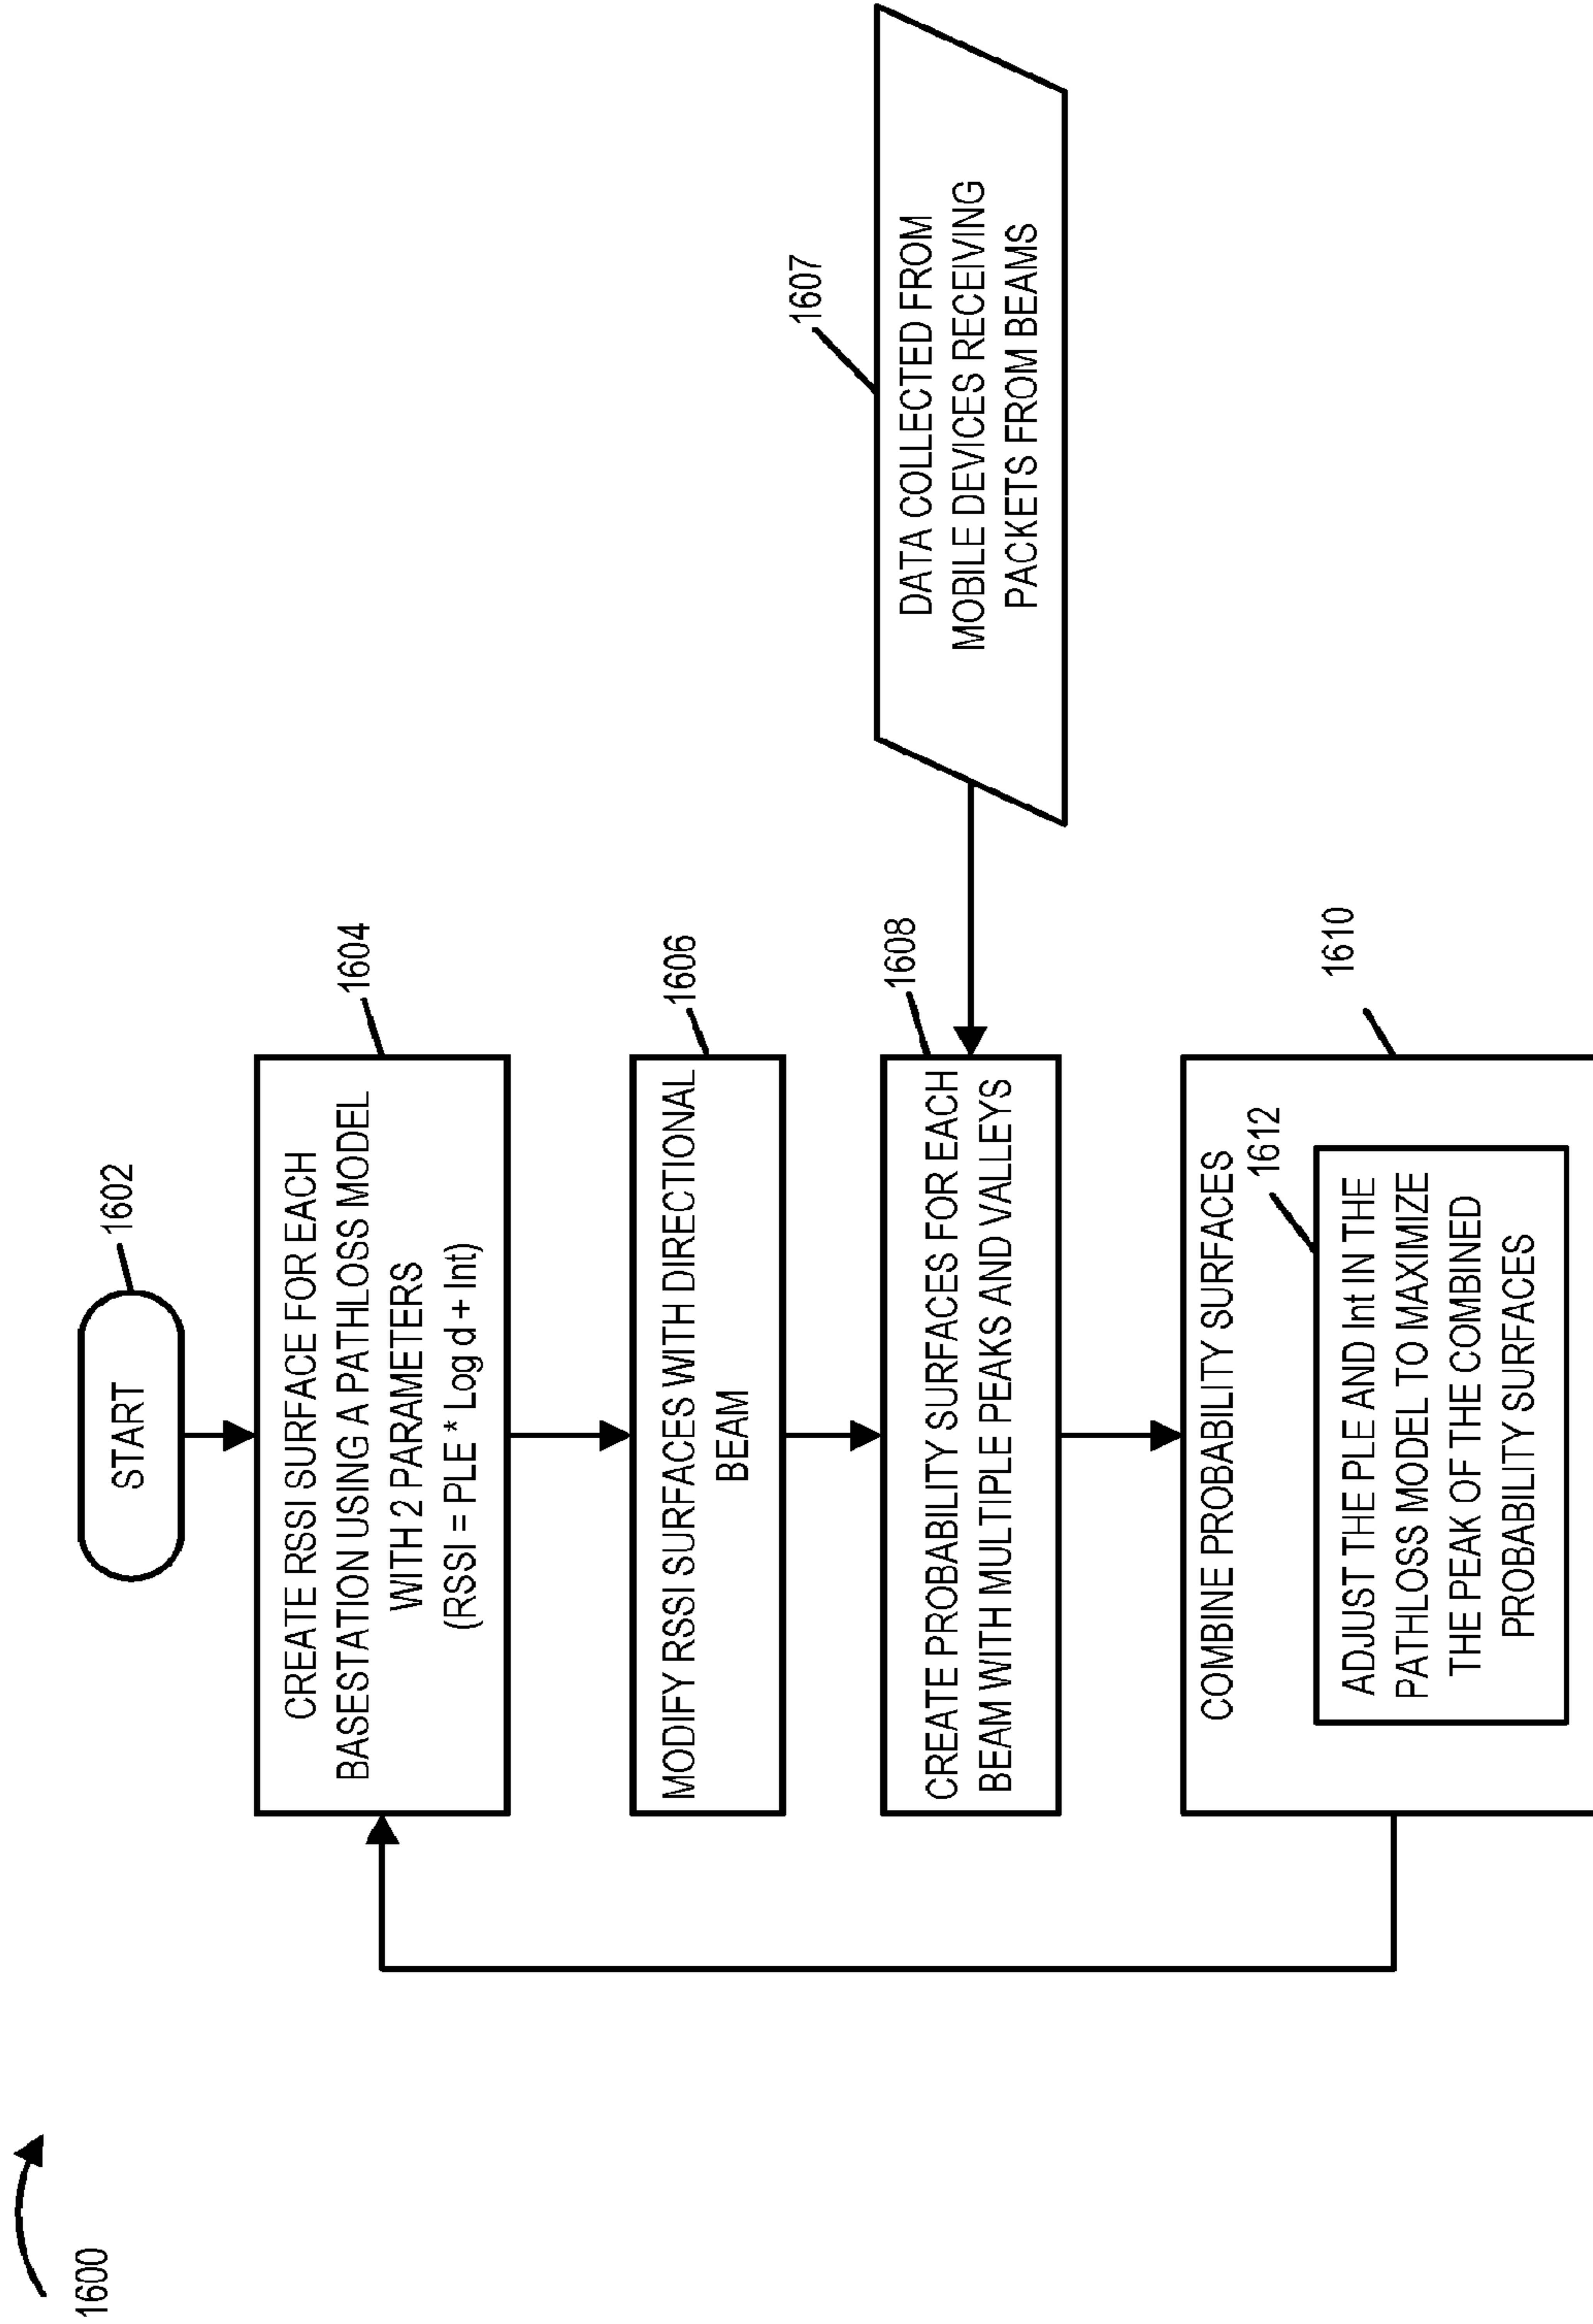 1600
START
1602
CREATE RSSI SURFACE FOR EACH
BASESTATION USING A PATHLOSS MODEL
WITH 2 PARAMETERS
(RSSI = PLE * Log d + Int)
1604
MODIFY RSSI SURFACES WITH DIRECTIONAL
BEAM
1606
DATA COLLECTED FROM
MOBILE DEVICES RECEIVING
PACKETS FROM BEAMS
1607
CREATE PROBABILITY SURFACES FOR EACH
BEAM WITH MULTIPLE PEAKS AND VALLEYS
1608
COMBINE PROBABILITY SURFACES
1610
1612
ADJUST THE PLE AND Int IN THE
PATHLOSS MODEL TO MAXIMIZE
THE PEAK OF THE COMBINED
PROBABILITY SURFACES